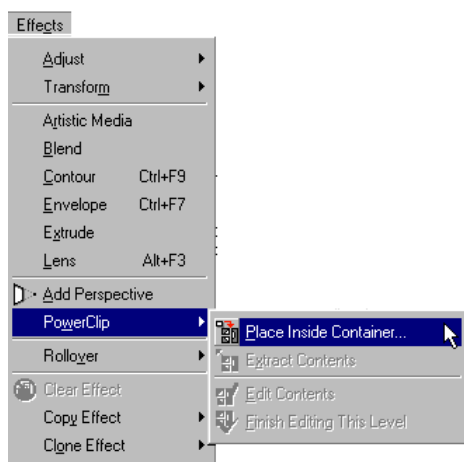 Effects
Adjust
Transform
Artistic Media
Blend
Contour Ctrl+F9
Envelope Ctrl+F7
Extrude
Lens Alt+F3
Add Perspective
PowerClip
Place Inside Container...
Rollover
Extract Contents
Clear Effect
Edit Contents
Copy Effect
Finish Editing This Level
Clone Effect